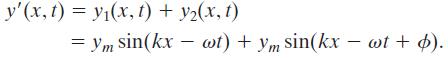 y′(x, t) = y₁(x, t) + y₂(x, t)
= yₘ sin(kx − ωt) + yₘ sin(kx − ωt + ϕ).